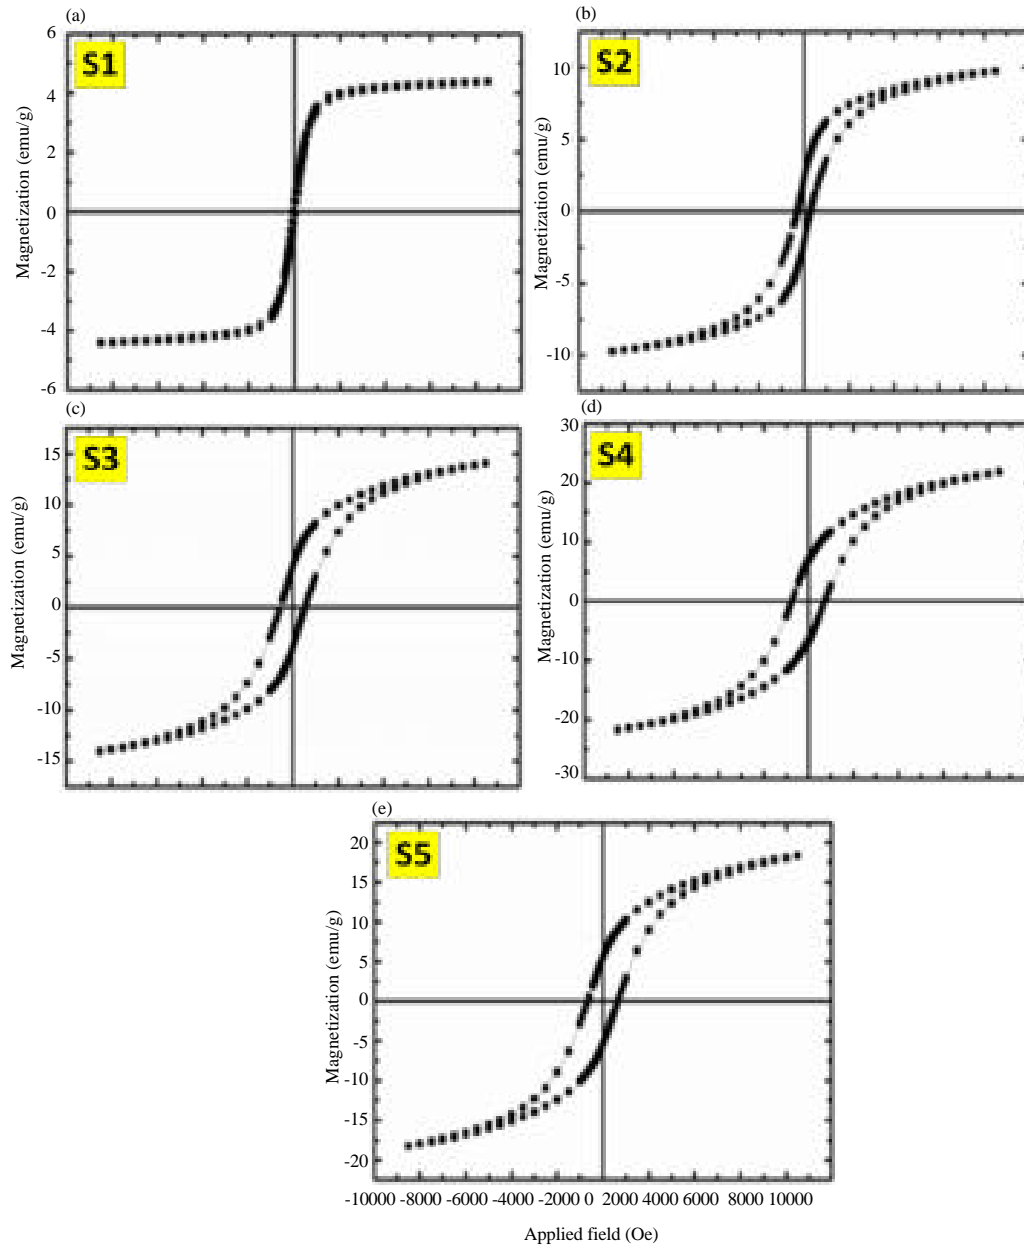 (a)
S1
Magnetization (emu/g)
6
4
2
0
-2
-4
-6
(b)
S2
Magnetization (emu/g)
10
5
0
-5
-10
(c)
S3
Magnetization (emu/g)
15
10
5
0
-5
-10
-15
(d)
S4
Magnetization (emu/g)
30
20
10
0
-10
-20
-30
(e)
S5
Magnetization (emu/g)
20
15
10
5
0
-5
-10
-15
-20
-10000 -8000 -6000 -4000 -2000 0 2000 4000 6000 8000 10000
Applied field (Oe)